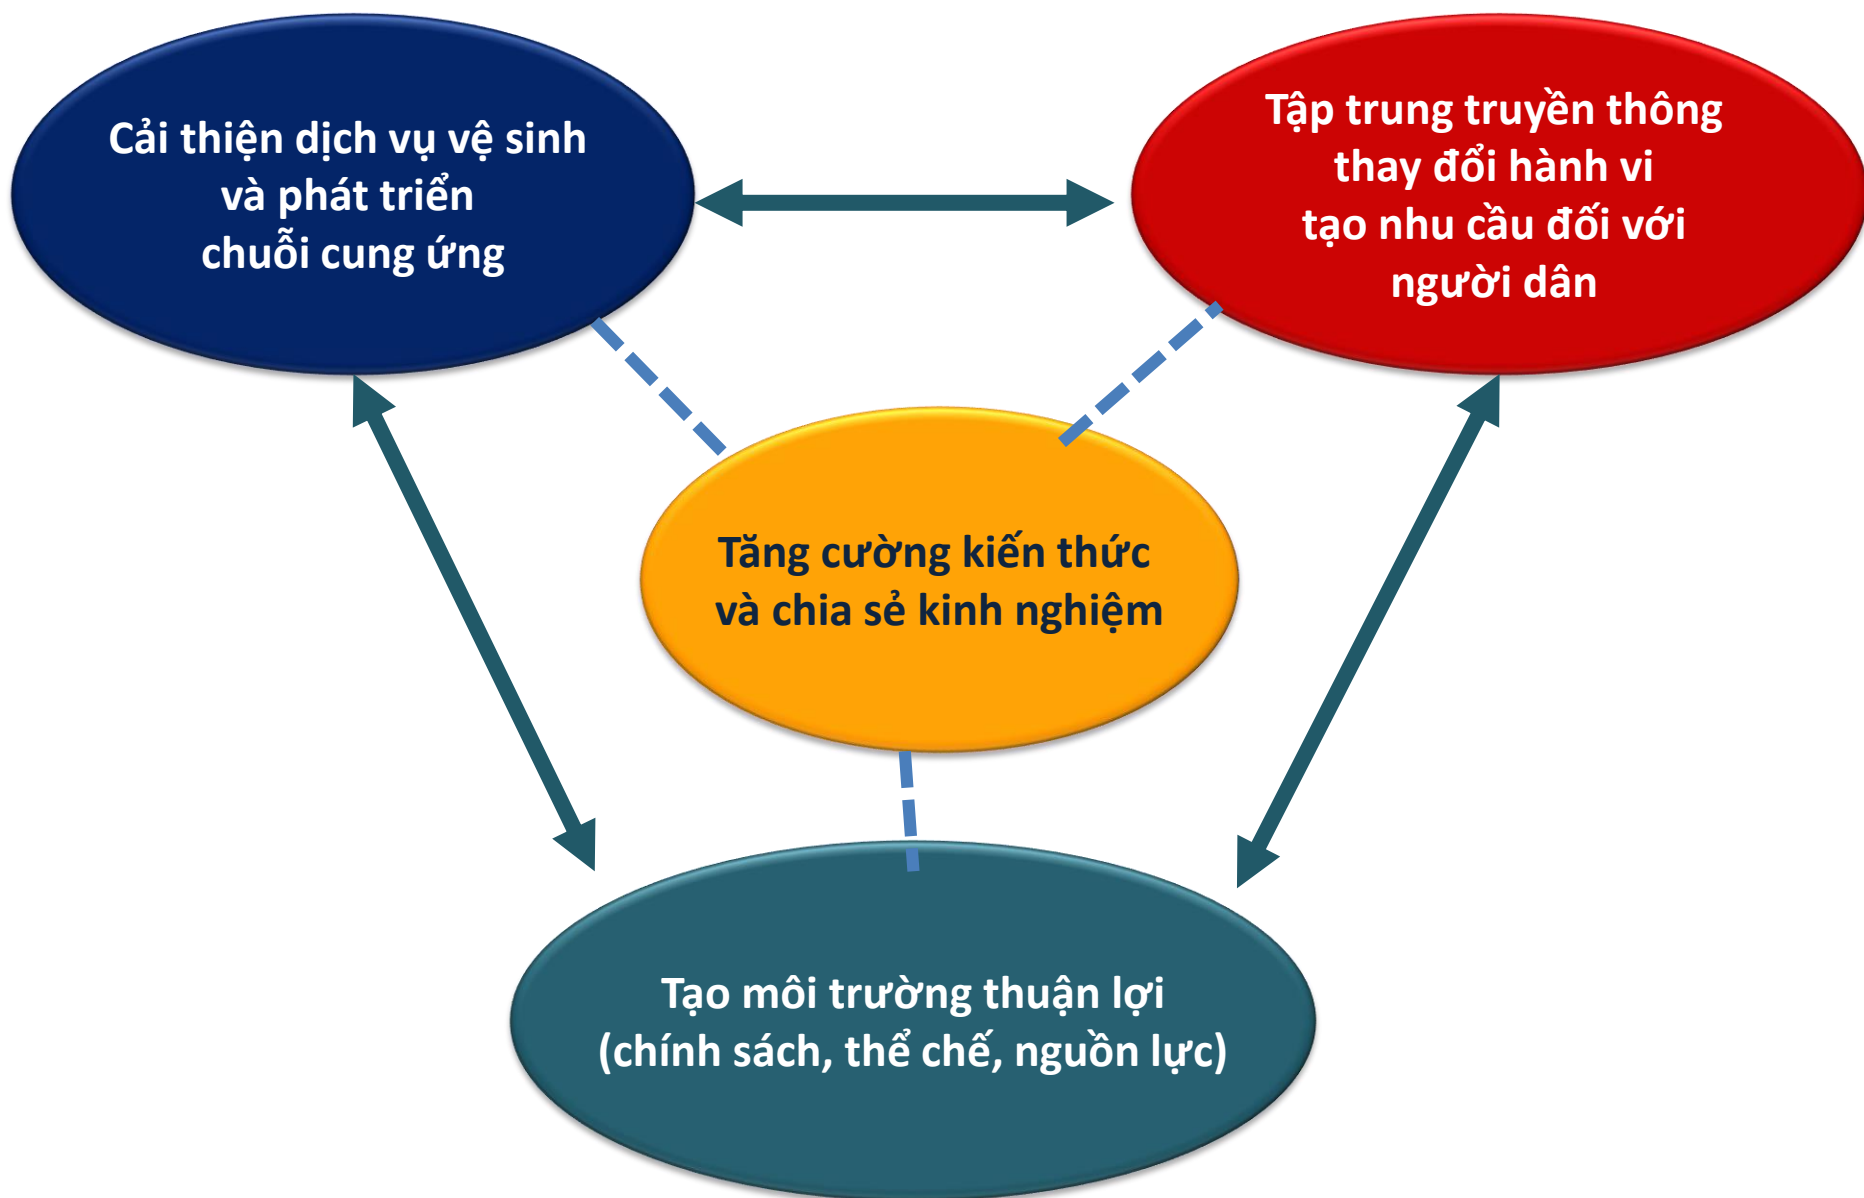 Cải thiện dịch vụ vệ sinh
và phát triển
chuỗi cung ứng
Tập trung truyền thông
thay đổi hành vi
tạo nhu cầu đối với
người dân
Tăng cường kiến thức
và chia sẻ kinh nghiệm
Tạo môi trường thuận lợi
(chính sách, thể chế, nguồn lực)